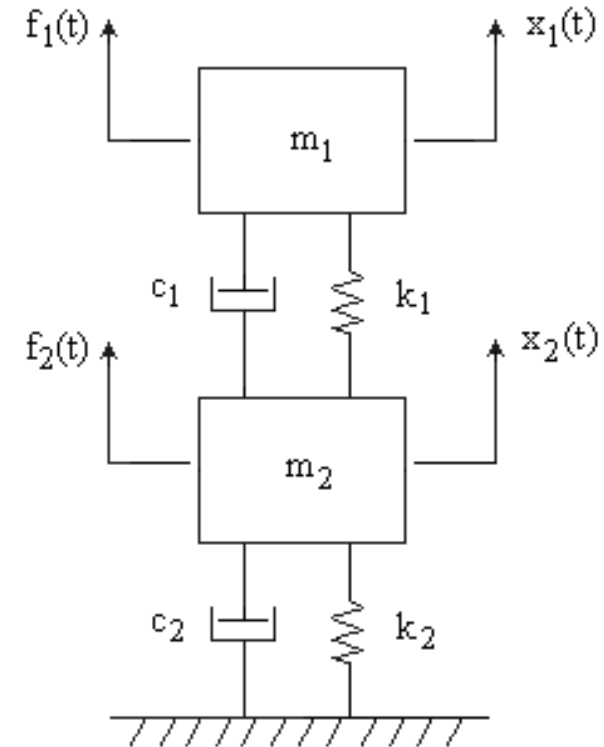 f₁(t) x₁(t)
m₁
c₁ k₁
f₂(t) x₂(t)
m₂
c₂ k₂